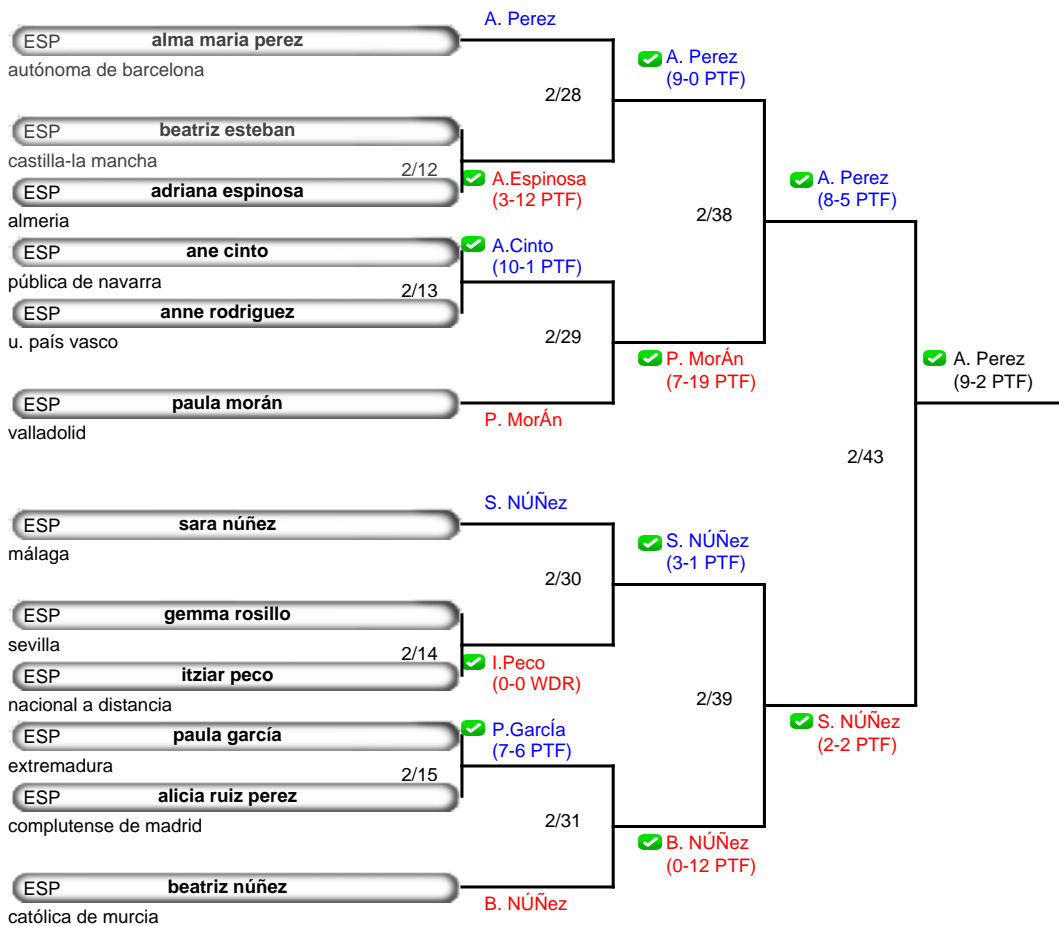 A. Perez
ESP alma maria perez
autónoma de barcelona
A. Perez
(9-0 PTF)
2/28
ESP beatriz esteban
castilla-la mancha
2/12
ESP adriana espinosa
almeria
A.Espinosa
(3-12 PTF)
A. Perez
(8-5 PTF)
2/38
ESP ane cinto
pública de navarra
A.Cinto
(10-1 PTF)
2/13
ESP anne rodriguez
u. país vasco
2/29
P. MorÁn
(7-19 PTF)
A. Perez
(9-2 PTF)
ESP paula morán
valladolid
P. MorÁn
2/43
S. NÚÑez
ESP sara núñez
málaga
S. NÚÑez
(3-1 PTF)
2/30
ESP gemma rosillo
sevilla
2/14
ESP itziar peco
nacional a distancia
I.Peco
(0-0 WDR)
2/39
S. NÚÑez
(2-2 PTF)
ESP paula garcía
extremadura
P.GarcÍa
(7-6 PTF)
2/15
ESP alicia ruiz perez
complutense de madrid
2/31
B. NÚÑez
(0-12 PTF)
ESP beatriz núñez
católica de murcia
B. NÚÑez